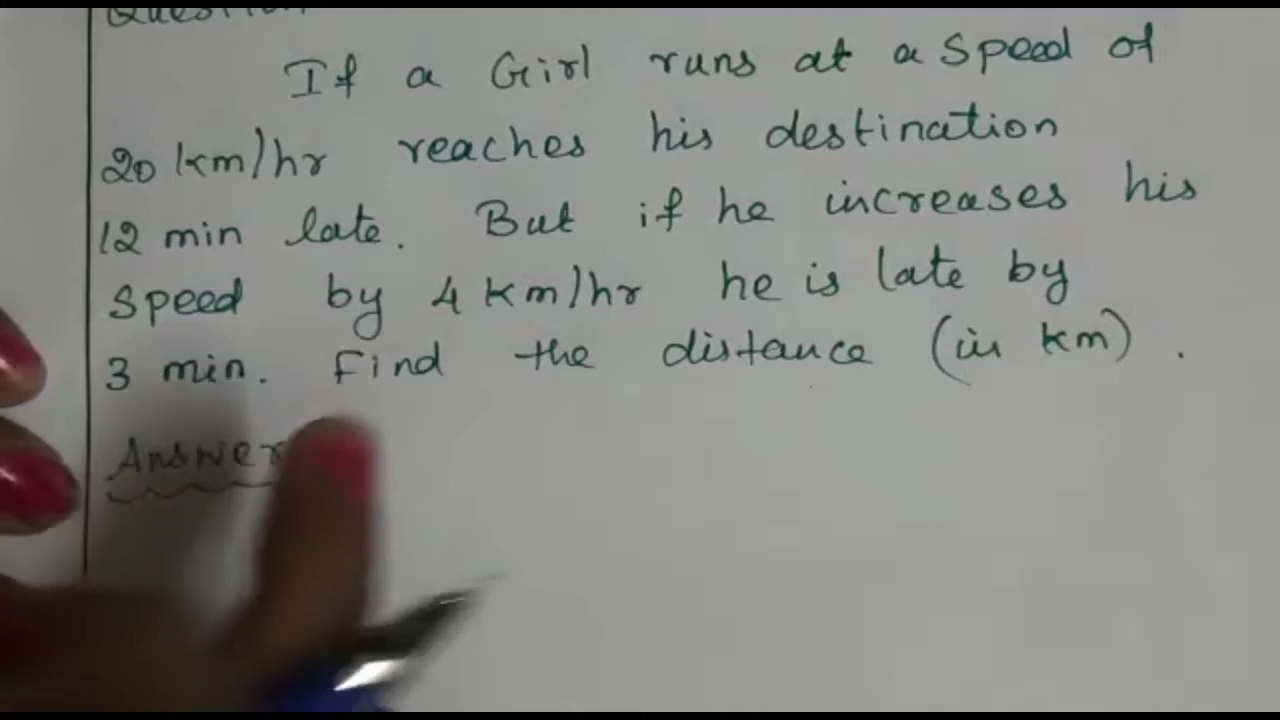 Question
If a Girl runs at a speed of
20 km/hr reaches his destination
12 min late. But if he increases his
speed by 4 km/hr he is late by
3 min. Find the distance (in km).
Answer